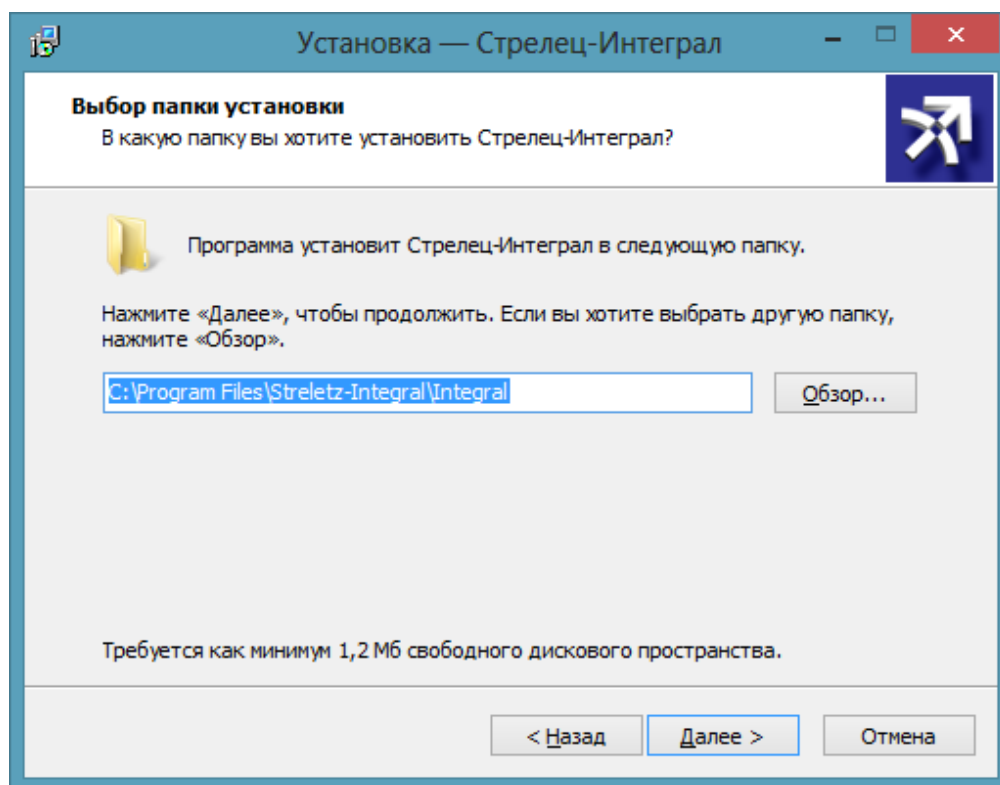 Установка — Стрелец-Интеграл
Выбор папки установки
В какую папку вы хотите установить Стрелец-Интеграл?
Программа установит Стрелец-Интеграл в следующую папку.
Нажмите «Далее», чтобы продолжить. Если вы хотите выбрать другую папку,
нажмите «Обзор».
C:\Program Files\Streletz-Integral\Integral
Обзор...
Требуется как минимум 1,2 Мб свободного дискового пространства.
< Назад
Далее >
Отмена